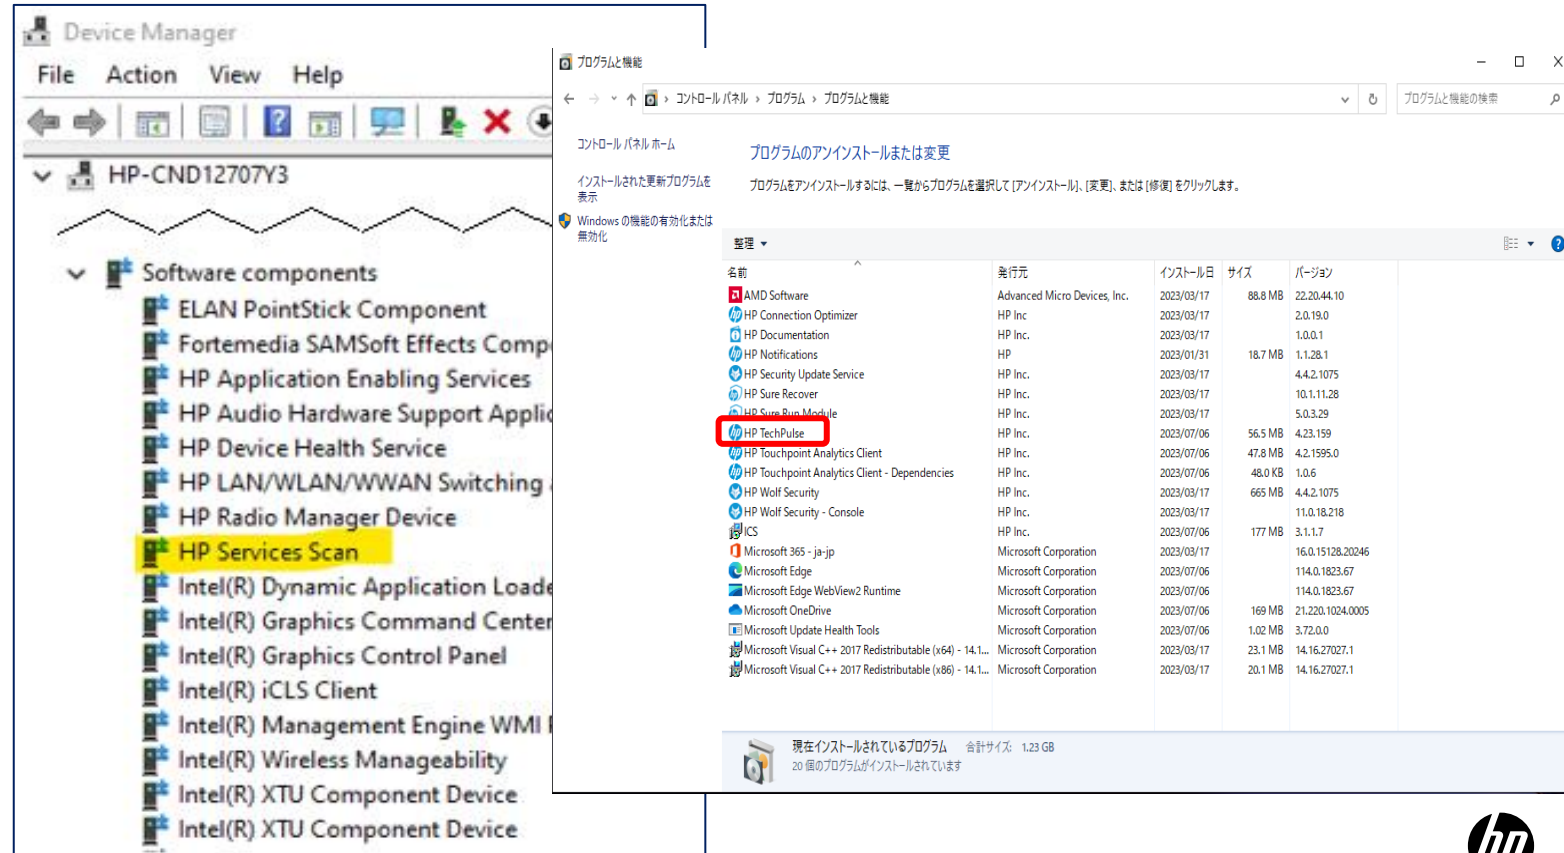 Device Manager
File Action View Help
HP-CND12707Y3
Software components
ELAN PointStick Component
Fortemedia SAMSoft Effects Comp
HP Application Enabling Services
HP Audio Hardware Support Applic
HP Device Health Service
HP LAN/WLAN/WWAN Switching
HP Radio Manager Device
HP Services Scan
Intel(R) Dynamic Application Loade
Intel(R) Graphics Command Center
Intel(R) Graphics Control Panel
Intel(R) iCLS Client
Intel(R) Management Engine WMI
Intel(R) Wireless Manageability
Intel(R) XTU Component Device
Intel(R) XTU Component Device
プログラムと機能
コントロール パネル › プログラム › プログラムと機能
プログラムと機能の検索
コントロール パネル ホーム
インストールされた更新プログラムを
表示
Windows の機能の有効化または
無効化
プログラムのアンインストールまたは変更
プログラムをアンインストールするには、一覧からプログラムを選択して [アンインストール]、[変更]、または [修復] をクリックします。
整理
名前 発行元 インストール日 サイズ バージョン
AMD Software Advanced Micro Devices, Inc. 2023/03/17 88.8 MB 22.20.44.10
HP Connection Optimizer HP Inc 2023/03/17 2.0.19.0
HP Documentation HP Inc. 2023/03/17 1.0.0.1
HP Notifications HP 2023/01/31 18.7 MB 1.1.28.1
HP Security Update Service HP Inc. 2023/03/17 4.4.2.1075
HP Sure Recover HP Inc. 2023/03/17 10.1.11.28
HP Sure Run Module HP Inc. 2023/03/17 5.0.3.29
HP TechPulse HP Inc. 2023/07/06 56.5 MB 4.23.159
HP Touchpoint Analytics Client HP Inc. 2023/07/06 47.8 MB 4.2.1595.0
HP Touchpoint Analytics Client - Dependencies HP Inc. 2023/07/06 48.0 KB 1.0.6
HP Wolf Security HP Inc. 2023/03/17 665 MB 4.4.2.1075
HP Wolf Security - Console HP Inc. 2023/03/17 11.0.18.218
ICS HP Inc. 2023/07/06 177 MB 3.1.1.7
Microsoft 365 - ja-jp Microsoft Corporation 2023/03/17 16.0.15128.20246
Microsoft Edge Microsoft Corporation 2023/07/06 114.0.1823.67
Microsoft Edge WebView2 Runtime Microsoft Corporation 2023/07/06 114.0.1823.67
Microsoft OneDrive Microsoft Corporation 2023/07/06 169 MB 21.220.1024.0005
Microsoft Update Health Tools Microsoft Corporation 2023/07/06 1.02 MB 3.72.0.0
Microsoft Visual C++ 2017 Redistributable (x64) - 14.1... Microsoft Corporation 2023/03/17 23.1 MB 14.16.27027.1
Microsoft Visual C++ 2017 Redistributable (x86) - 14.1... Microsoft Corporation 2023/03/17 20.1 MB 14.16.27027.1
現在インストールされているプログラム 合計サイズ: 1.23 GB
20 個のプログラムがインストールされています
hp